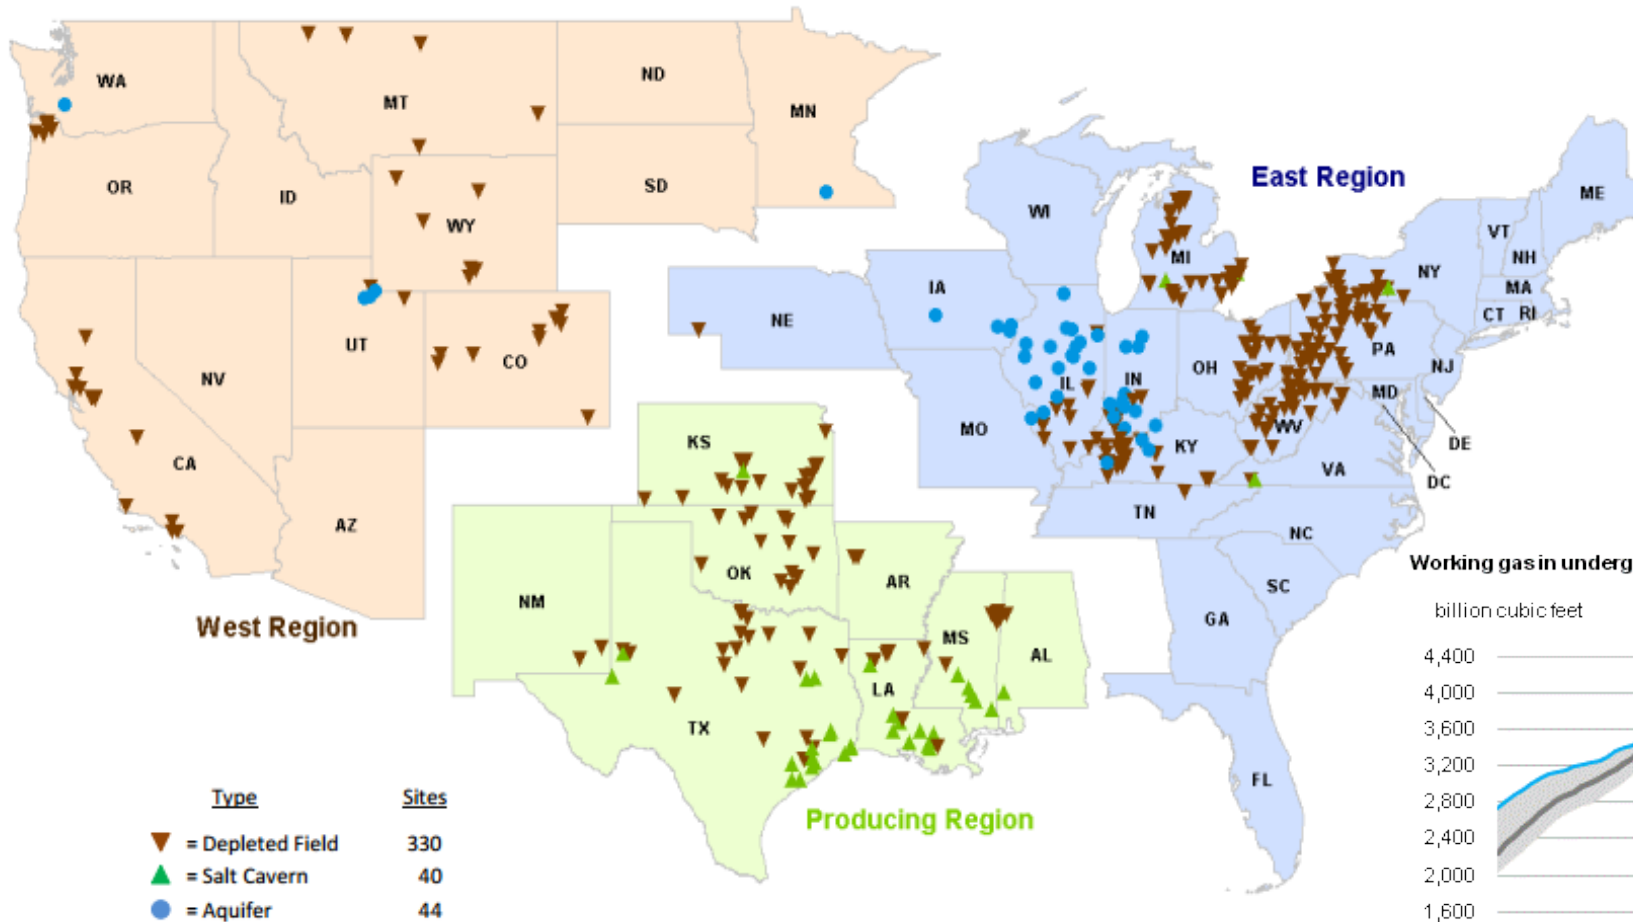 WA
MT
ND
MN
OR
ID
WY
SD
WI
MI
East Region
ME
VT
NH
NY
MA
CT
RI
NV
UT
CO
NE
IA
IL
IN
OH
PA
NJ
MD
DE
DC
CA
AZ
KS
MO
KY
WV
VA
TN
NC
West Region
NM
OK
AR
TX
LA
MS
AL
SC
GA
FL
Producing Region
Type Sites
= Depleted Field 330
= Salt Cavern 40
= Aquifer 44
Working gas in underg
billion cubic feet
4,400
4,000
3,600
3,200
2,800
2,400
2,000
1,600